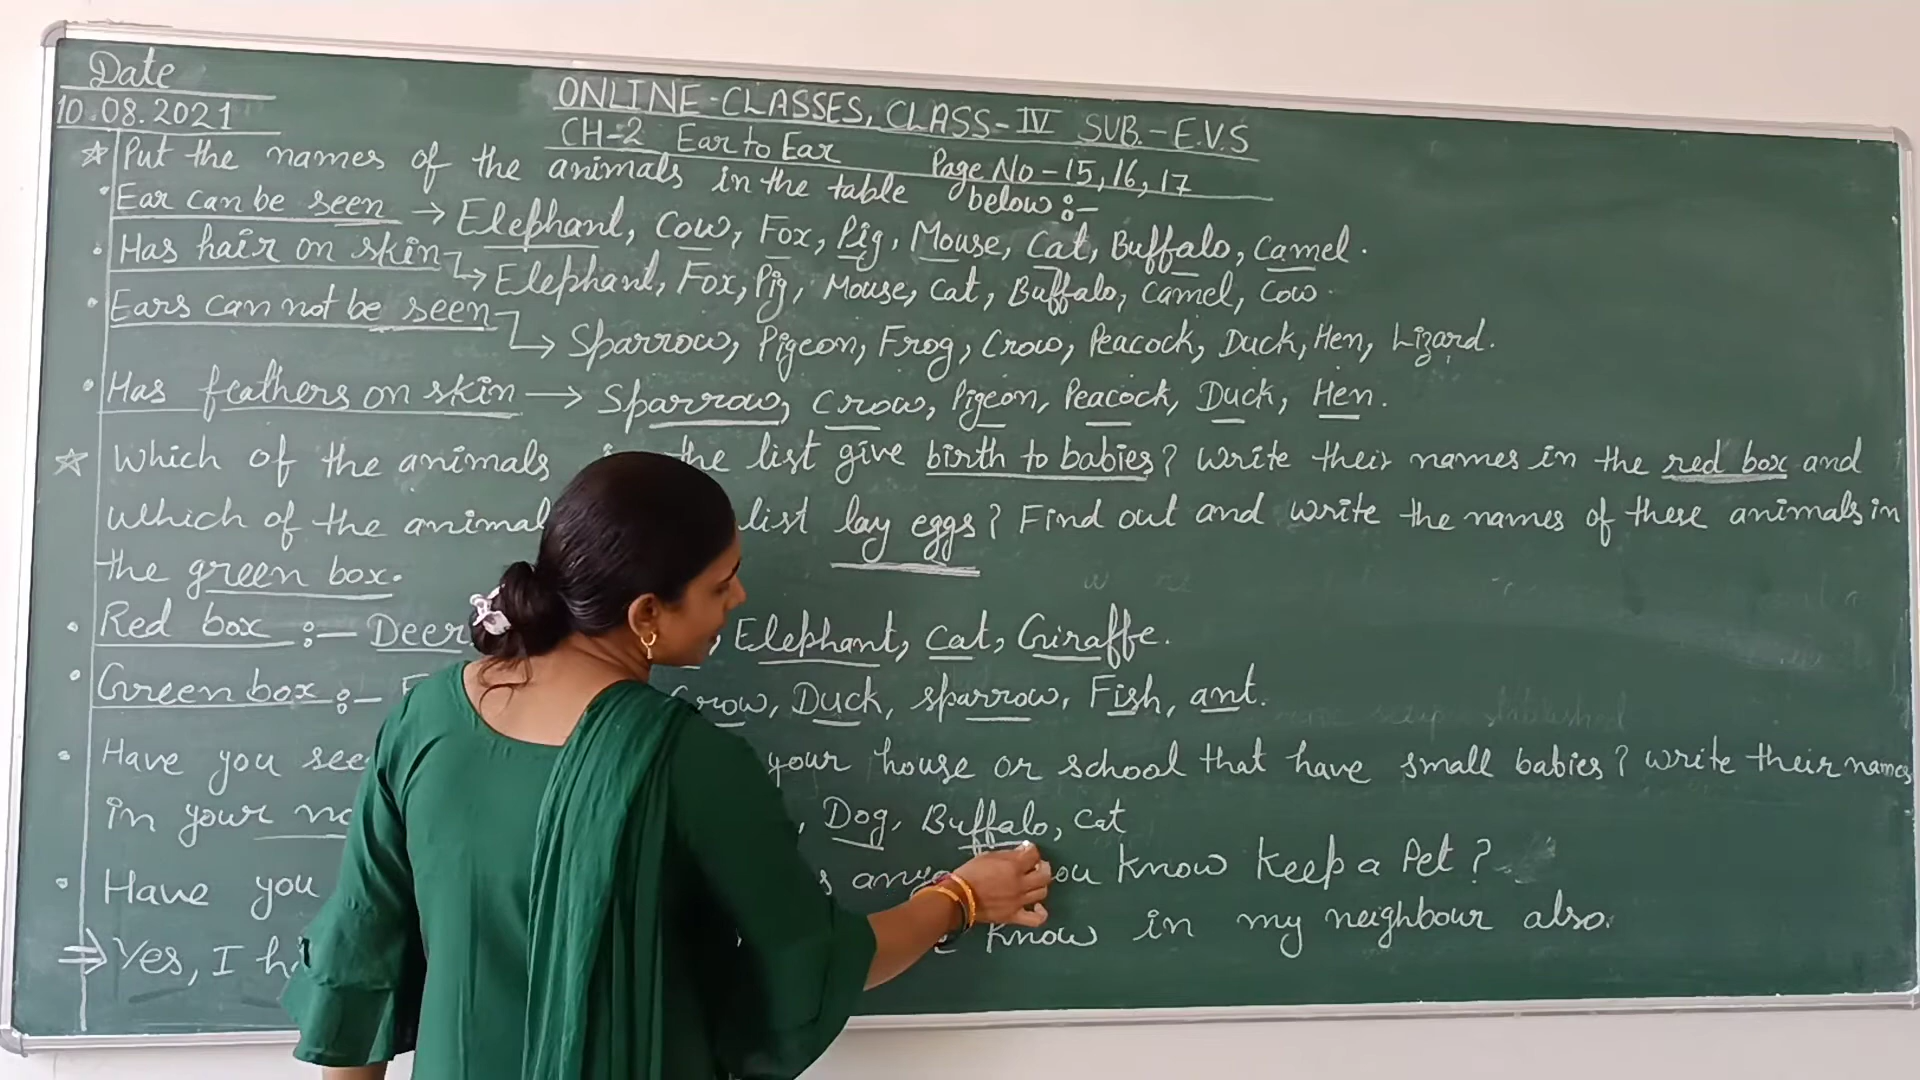 Date
10.08.2021
ONLINE-CLASSES, CLASS-IV SUB.-E.V.S
CH-2 Ear to Ear Page No-15, 16, 17
☆ Put the names of the animals in the table below:-
• Ear can be seen → Elephant, Cow, Fox, Pig, Mouse, Cat, Buffalo, Camel.
• Has hair on skin
↳ Elephant, Fox, Pig, Mouse, Cat, Buffalo, Camel, Cow.
• Ears can not be seen
↳ Sparrow, Pigeon, Frog, Crow, Peacock, Duck, Hen, Lizard.
• Has feathers on skin → Sparrow, Crow, Pigeon, Peacock, Duck, Hen.
☆ Which of the animals the list give birth to babies? Write their names in the red box and
which of the animal list lay eggs? Find out and write the names of these animals in
the green box.
• Red box :- Deer Elephant, Cat, Giraffe.
• Green box :- Duck, sparrow, Fish, ant.
• Have you your house or school that have small babies? Write their names
in your , Dog, Buffalo, Cat
• Have you know keep a Pet?
⇒ Yes, I know in my neighbour also.